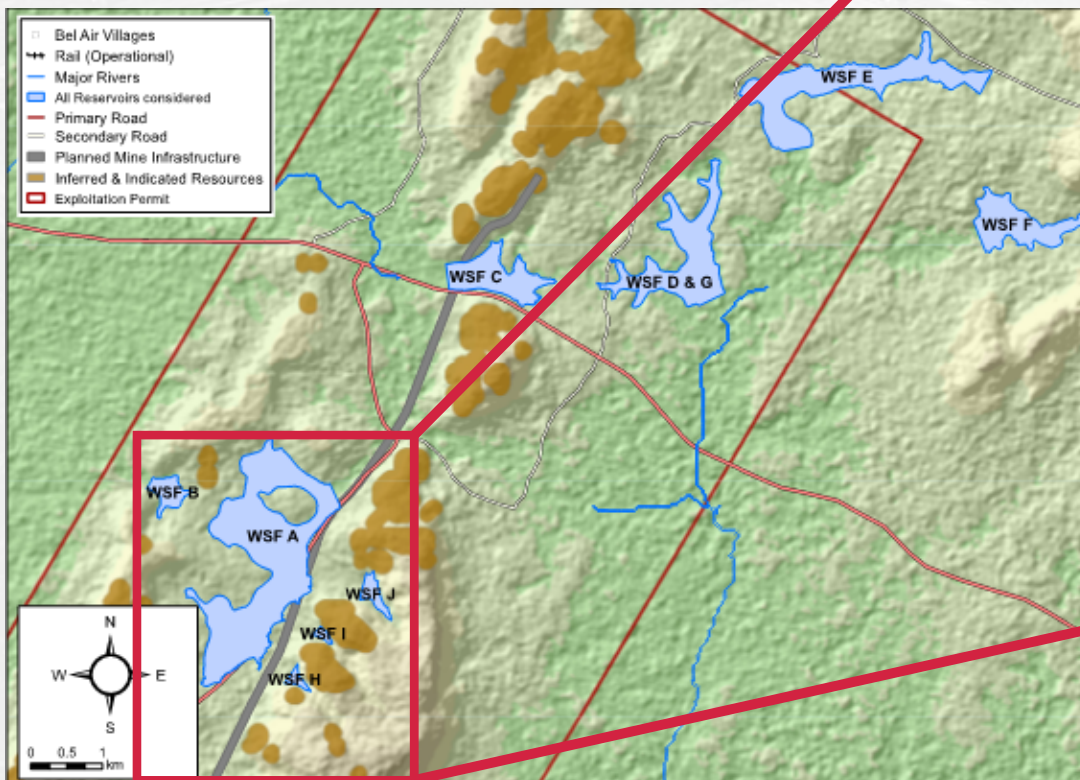 Bel Air Villages
Rail (Operational)
Major Rivers
All Reservoirs considered
Primary Road
Secondary Road
Planned Mine Infrastructure
Inferred & Indicated Resources
Exploitation Permit
WSF E
WSF F
WSF C
WSF D & G
WSF B
WSF A
WSF J
WSF I
WSF H
N
W E
S
0 0.5 1
km